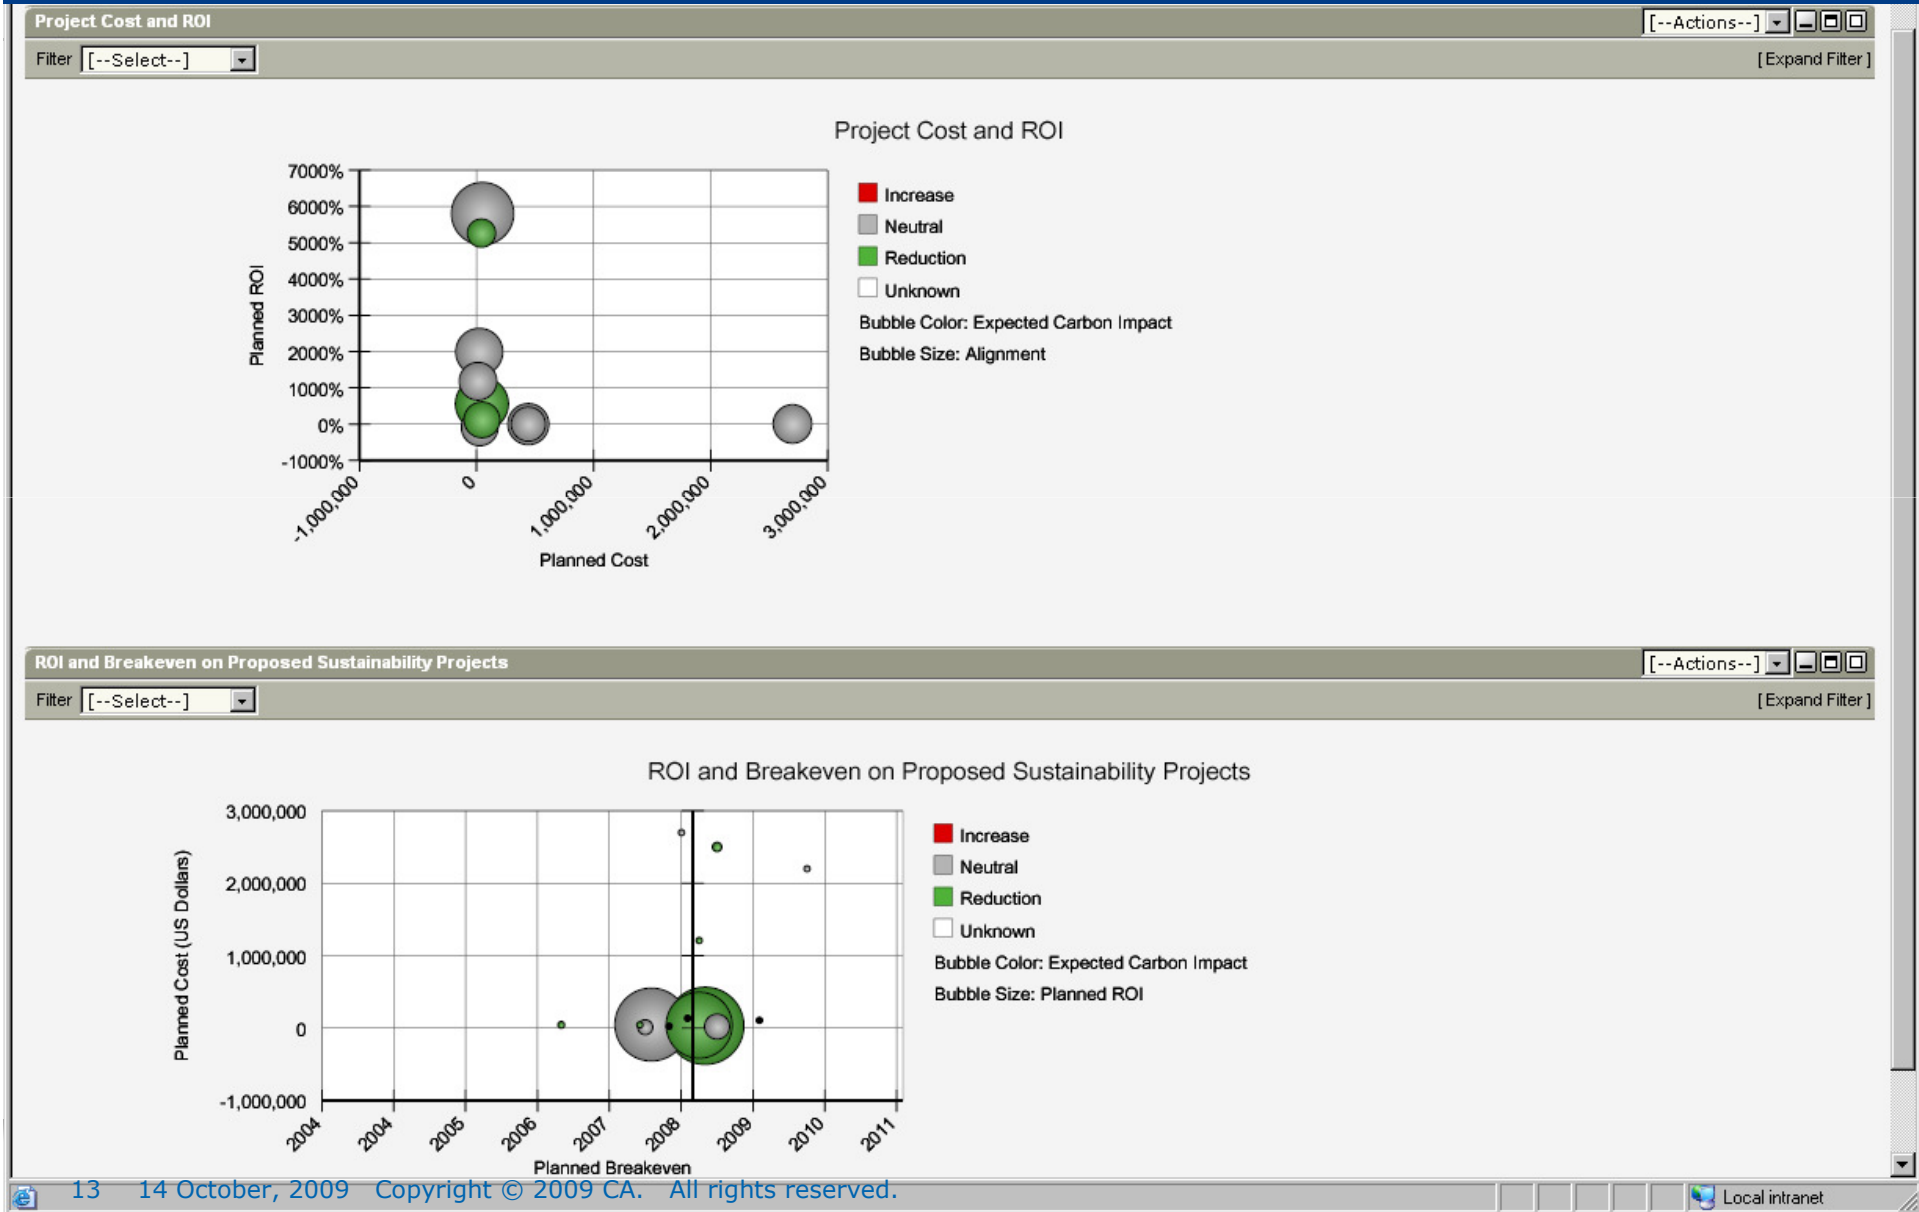 Project Cost and ROI
[--Actions--]
Filter [--Select--]
[ Expand Filter ]
Project Cost and ROI
7000%
6000%
5000%
4000%
3000%
2000%
1000%
0%
-1000%
Planned ROI
-1,000,000
0
1,000,000
2,000,000
3,000,000
Planned Cost
Increase
Neutral
Reduction
Unknown
Bubble Color: Expected Carbon Impact
Bubble Size: Alignment
ROI and Breakeven on Proposed Sustainability Projects
[--Actions--]
Filter [--Select--]
[ Expand Filter ]
ROI and Breakeven on Proposed Sustainability Projects
3,000,000
2,000,000
1,000,000
0
-1,000,000
Planned Cost (US Dollars)
2004
2004
2005
2006
2007
2008
2009
2010
2011
Planned Breakeven
Increase
Neutral
Reduction
Unknown
Bubble Color: Expected Carbon Impact
Bubble Size: Planned ROI
13 14 October, 2009 Copyright © 2009 CA. All rights reserved.
Local intranet